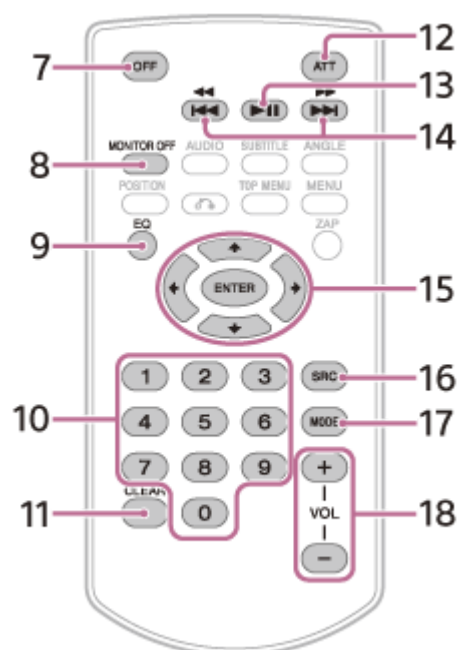 7 OFF ATT 12
13
14
MONITOR OFF AUDIO SUBTITLE ANGLE
8
POSITION TOP MENU MENU
9 EQ ZAP
ENTER 15
1 2 3 SRC 16
10 4 5 6 MODE 17
7 8 9 +
11 CLEAR 0 VOL 18
−